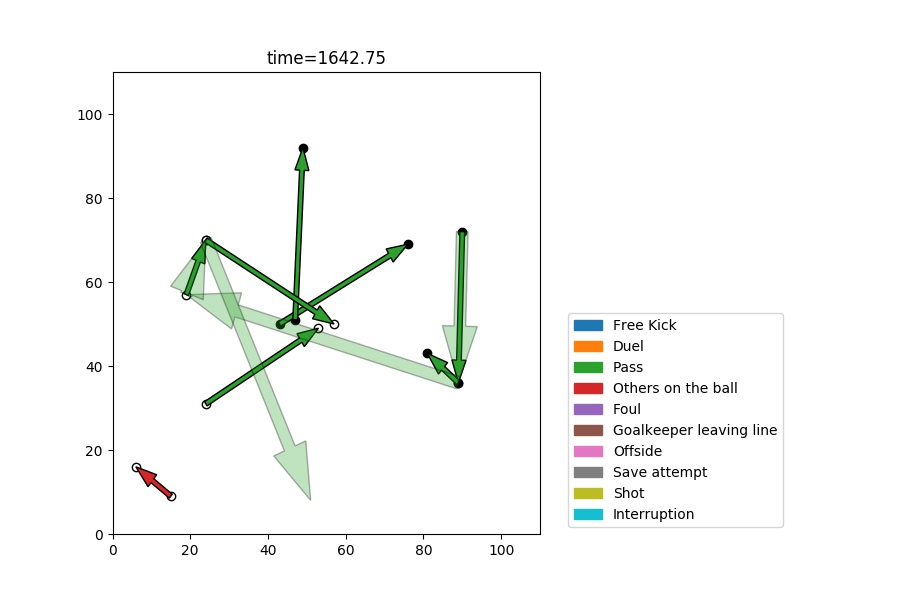 time=1642.75
100
80
60
40
20
0
0 20 40 60 80 100
Free Kick
Duel
Pass
Others on the ball
Foul
Goalkeeper leaving line
Offside
Save attempt
Shot
Interruption